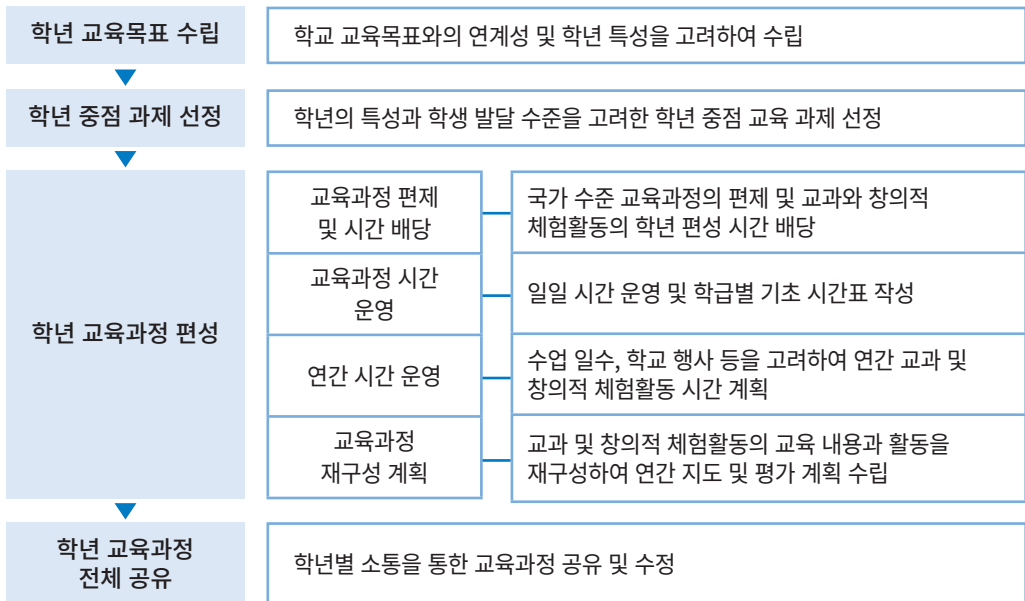 학년 교육목표 수립
학교 교육목표와의 연계성 및 학년 특성을 고려하여 수립
학년 중점 과제 선정
학년의 특성과 학생 발달 수준을 고려한 학년 중점 교육 과제 선정
학년 교육과정 편성
교육과정 편제
및 시간 배당
국가 수준 교육과정의 편제 및 교과와 창의적
체험활동의 학년 편성 시간 배당
교육과정 시간
운영
일일 시간 운영 및 학급별 기초 시간표 작성
연간 시간 운영
수업 일수, 학교 행사 등을 고려하여 연간 교과 및
창의적 체험활동 시간 계획
교육과정
재구성 계획
교과 및 창의적 체험활동의 교육 내용과 활동을
재구성하여 연간 지도 및 평가 계획 수립
학년 교육과정
전체 공유
학년별 소통을 통한 교육과정 공유 및 수정